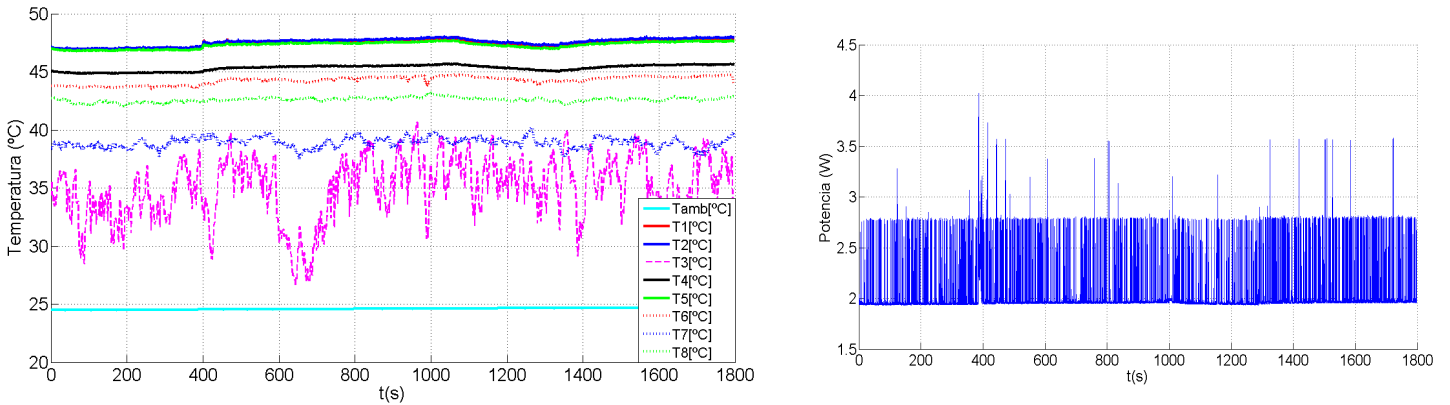 50
45
40
35
30
25
20
Temperatura (ºC)
0 200 400 600 800 1000 1200 1400 1600 1800
t(s)
Tamb[ºC]
T1[ºC]
T2[ºC]
T3[ºC]
T4[ºC]
T5[ºC]
T6[ºC]
T7[ºC]
T8[ºC]
4.5
4
3.5
3
2.5
2
1.5
Potencia (W)
0 200 400 600 800 1000 1200 1400 1600 1800
t(s)